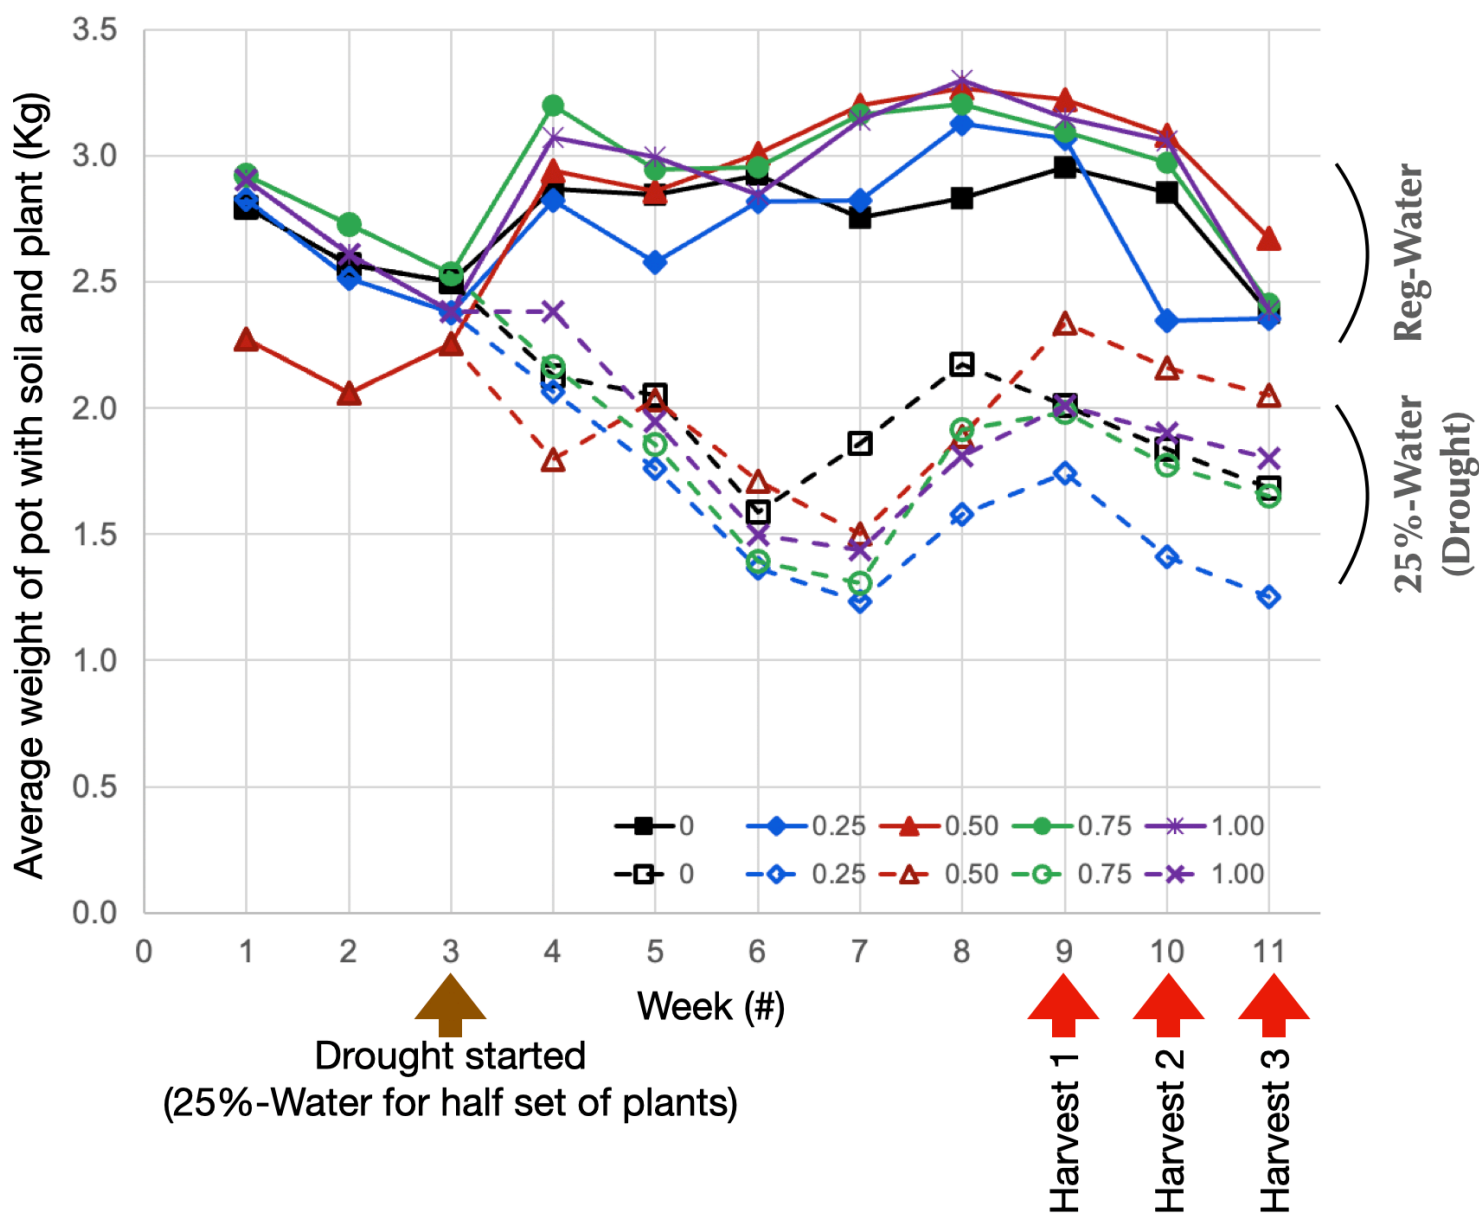 Average weight of pot with soil and plant (Kg)
3.5
3.0
2.5
2.0
1.5
1.0
0.5
0.0
0 0.25 0.50 0.75 1.00
0 0.25 0.50 0.75 1.00
0 1 2 3 4 5 6 7 8 9 10 11
Week (#)
Drought started
(25%-Water for half set of plants)
Harvest 1
Harvest 2
Harvest 3
Reg-Water
25%-Water
(Drought)